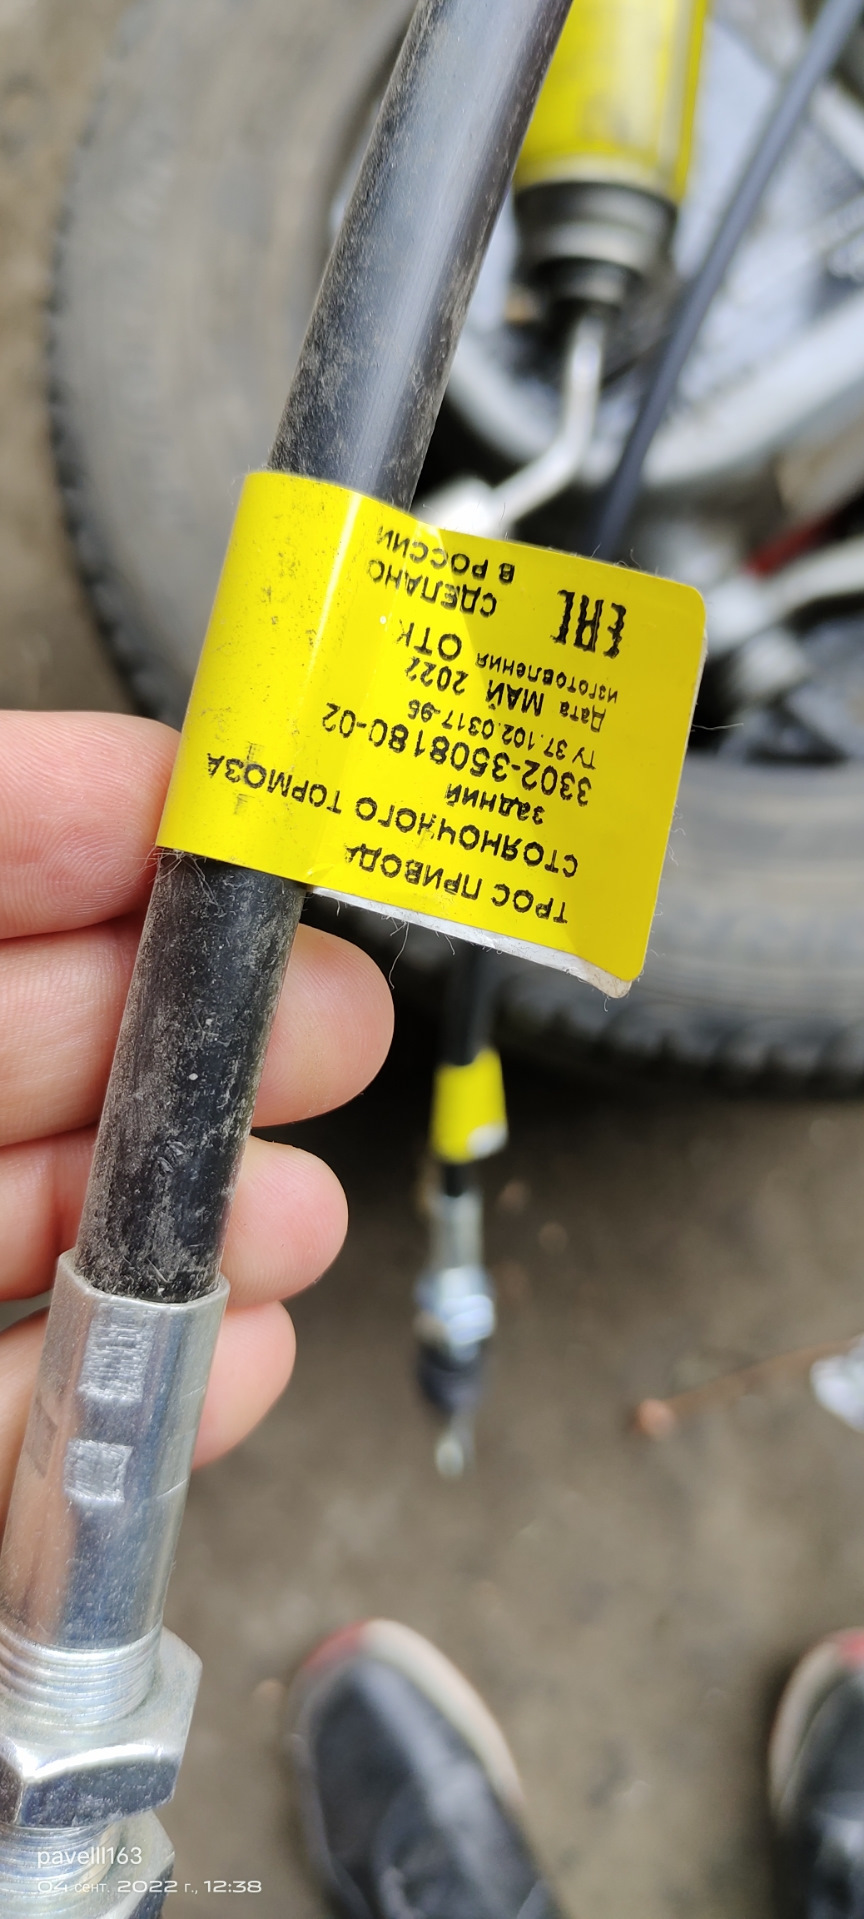 ТРОС ПРИВОДА
СТОЯНОЧНОГО ТОРМОЗА
задний
3302-3508180-02
ТУ 37.102.0317-95
Дата МАЙ 2022
изготовления ОТК
EAC СДЕЛАНО
В РОССИИ
pavelll163
04 сент. 2022 г., 12:38